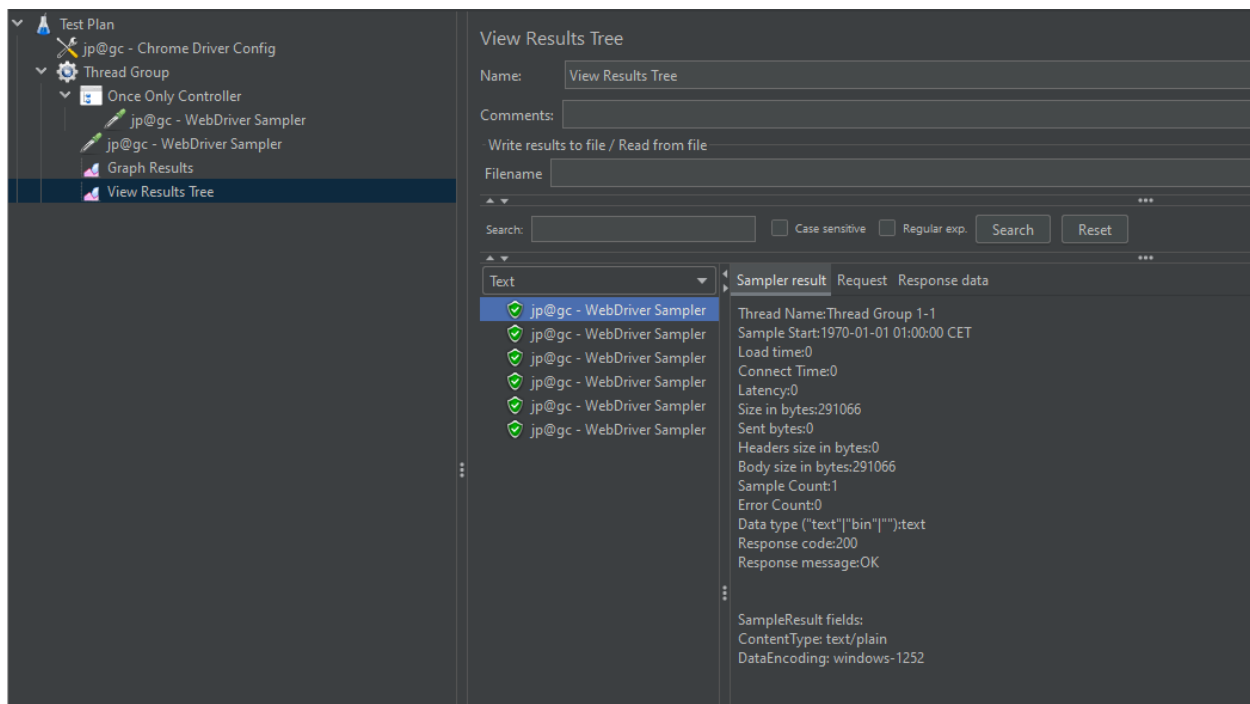 Test Plan
jp@gc - Chrome Driver Config
Thread Group
Once Only Controller
jp@gc - WebDriver Sampler
jp@gc - WebDriver Sampler
Graph Results
View Results Tree
View Results Tree
Name: View Results Tree
Comments:
Write results to file / Read from file
Filename
Search: Case sensitive Regular exp. Search Reset
Text
jp@gc - WebDriver Sampler
jp@gc - WebDriver Sampler
jp@gc - WebDriver Sampler
jp@gc - WebDriver Sampler
jp@gc - WebDriver Sampler
jp@gc - WebDriver Sampler
Sampler result Request Response data
Thread Name:Thread Group 1-1
Sample Start:1970-01-01 01:00:00 CET
Load time:0
Connect Time:0
Latency:0
Size in bytes:291066
Sent bytes:0
Headers size in bytes:0
Body size in bytes:291066
Sample Count:1
Error Count:0
Data type ("text"|"bin"|""):text
Response code:200
Response message:OK
SampleResult fields:
ContentType: text/plain
DataEncoding: windows-1252